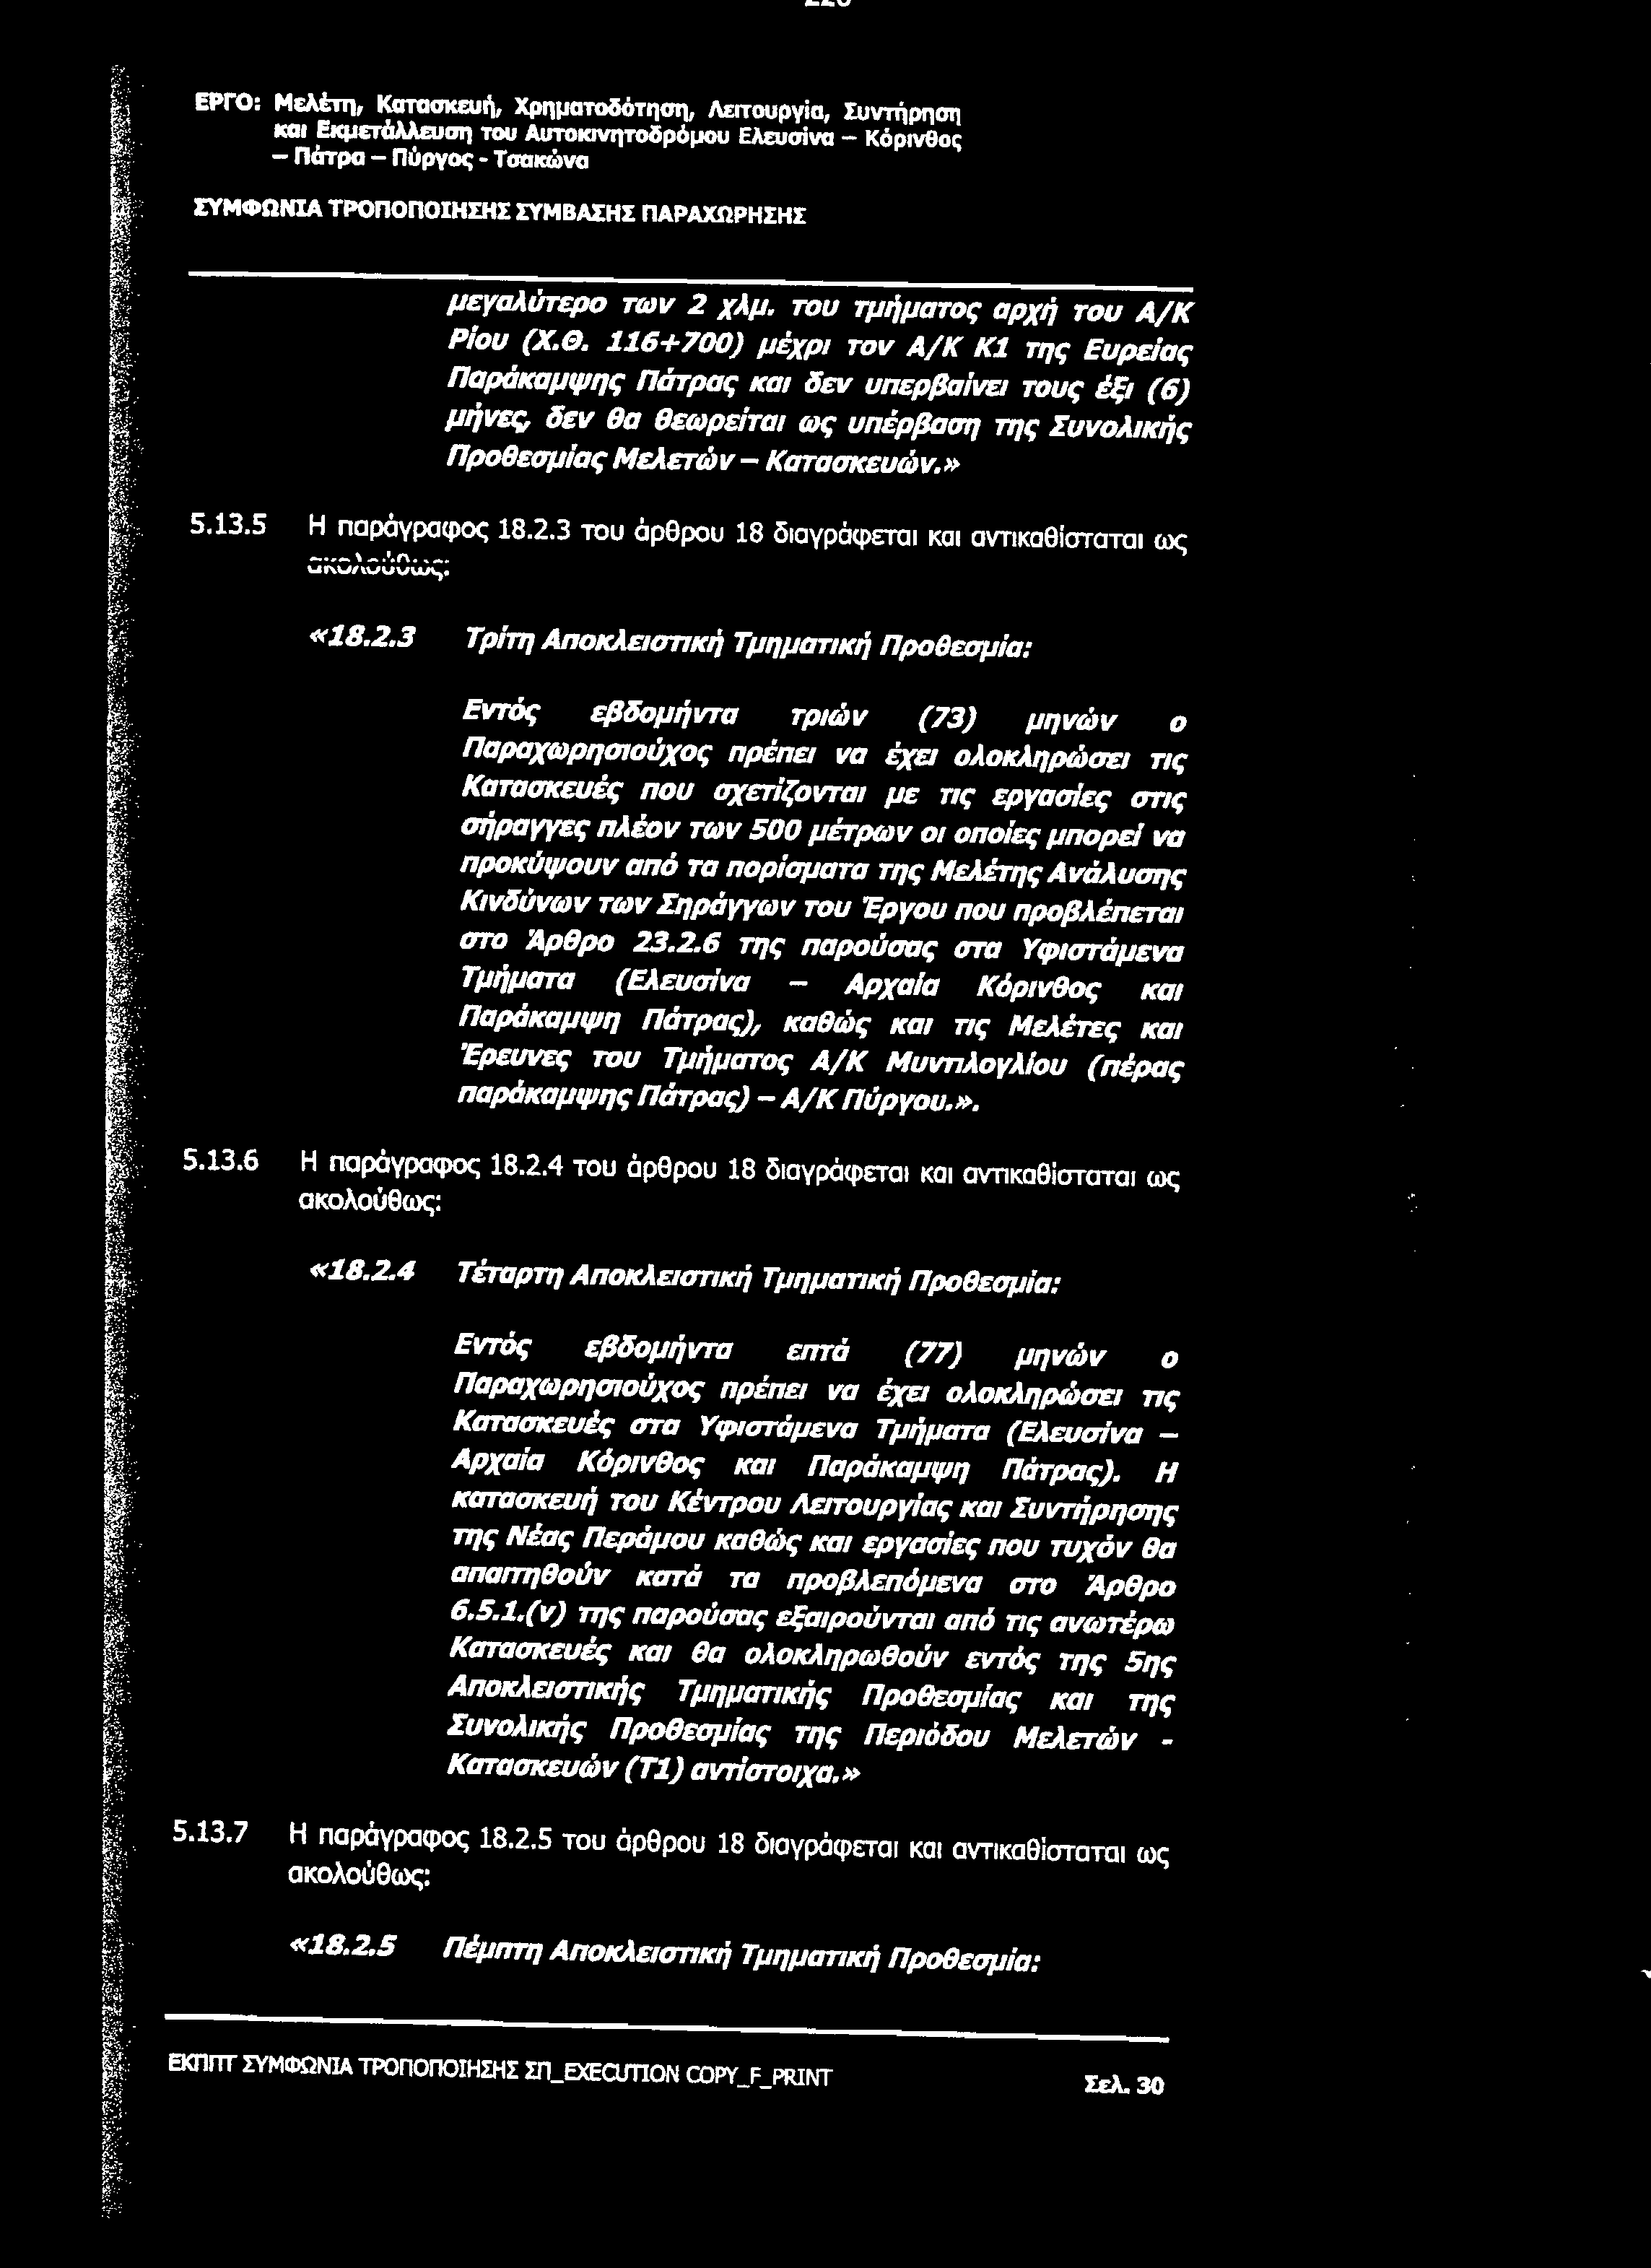 ΕΡΓΟ: Μελέτη, Κατασκευή, Χρηματοδότηση, Λειτουργία, Συντήρηση
και Εκμετάλλευση του Αυτοκινητοδρόμου Ελευσίνα – Κόρινθος
– Πάτρα – Πύργος - Τσακώνα
ΣΥΜΦΩΝΙΑ ΤΡΟΠΟΠΟΙΗΣΗΣ ΣΥΜΒΑΣΗΣ ΠΑΡΑΧΩΡΗΣΗΣ
μεγαλύτερο των 2 χλμ. του τμήματος αρχή του Α/Κ
Ρίου (Χ.Θ. 116+700) μέχρι τον Α/Κ Κ1 της Ευρείας
Παράκαμψης Πάτρας και δεν υπερβαίνει τους έξι (6)
μήνες, δεν θα θεωρείται ως υπέρβαση της Συνολικής
Προθεσμίας Μελετών – Κατασκευών.»
5.13.5 Η παράγραφος 18.2.3 του άρθρου 18 διαγράφεται και αντικαθίσταται ως
ακολούθως:
«18.2.3 Τρίτη Αποκλειστική Τμηματική Προθεσμία:
Εντός εβδομήντα τριών (73) μηνών ο
Παραχωρησιούχος πρέπει να έχει ολοκληρώσει τις
Κατασκευές που σχετίζονται με τις εργασίες στις
σήραγγες πλέον των 500 μέτρων οι οποίες μπορεί να
προκύψουν από τα πορίσματα της Μελέτης Ανάλυσης
Κινδύνων των Σηράγγων του Έργου που προβλέπεται
στο Άρθρο 23.2.6 της παρούσας στα Υφιστάμενα
Τμήματα (Ελευσίνα – Αρχαία Κόρινθος και
Παράκαμψη Πάτρας), καθώς και τις Μελέτες και
Έρευνες του Τμήματος Α/Κ Μυντιλογλίου (πέρας
παράκαμψης Πάτρας) – Α/Κ Πύργου.».
5.13.6 Η παράγραφος 18.2.4 του άρθρου 18 διαγράφεται και αντικαθίσταται ως
ακολούθως:
«18.2.4 Τέταρτη Αποκλειστική Τμηματική Προθεσμία:
Εντός εβδομήντα επτά (77) μηνών ο
Παραχωρησιούχος πρέπει να έχει ολοκληρώσει τις
Κατασκευές στα Υφιστάμενα Τμήματα (Ελευσίνα –
Αρχαία Κόρινθος και Παράκαμψη Πάτρας). Η
κατασκευή του Κέντρου Λειτουργίας και Συντήρησης
της Νέας Περάμου καθώς και εργασίες που τυχόν θα
απαιτηθούν κατά τα προβλεπόμενα στο Άρθρο
6.5.1.(v) της παρούσας εξαιρούνται από τις ανωτέρω
Κατασκευές και θα ολοκληρωθούν εντός της 5ης
Αποκλειστικής Τμηματικής Προθεσμίας και της
Συνολικής Προθεσμίας της Περιόδου Μελετών -
Κατασκευών (Τ1) αντίστοιχα.»
5.13.7 Η παράγραφος 18.2.5 του άρθρου 18 διαγράφεται και αντικαθίσταται ως
ακολούθως:
«18.2.5 Πέμπτη Αποκλειστική Τμηματική Προθεσμία:
ΕΚΠΠΤ ΣΥΜΦΩΝΙΑ ΤΡΟΠΟΠΟΙΗΣΗΣ ΣΠ_EXECUTION COPY_F_PRINT Σελ. 30